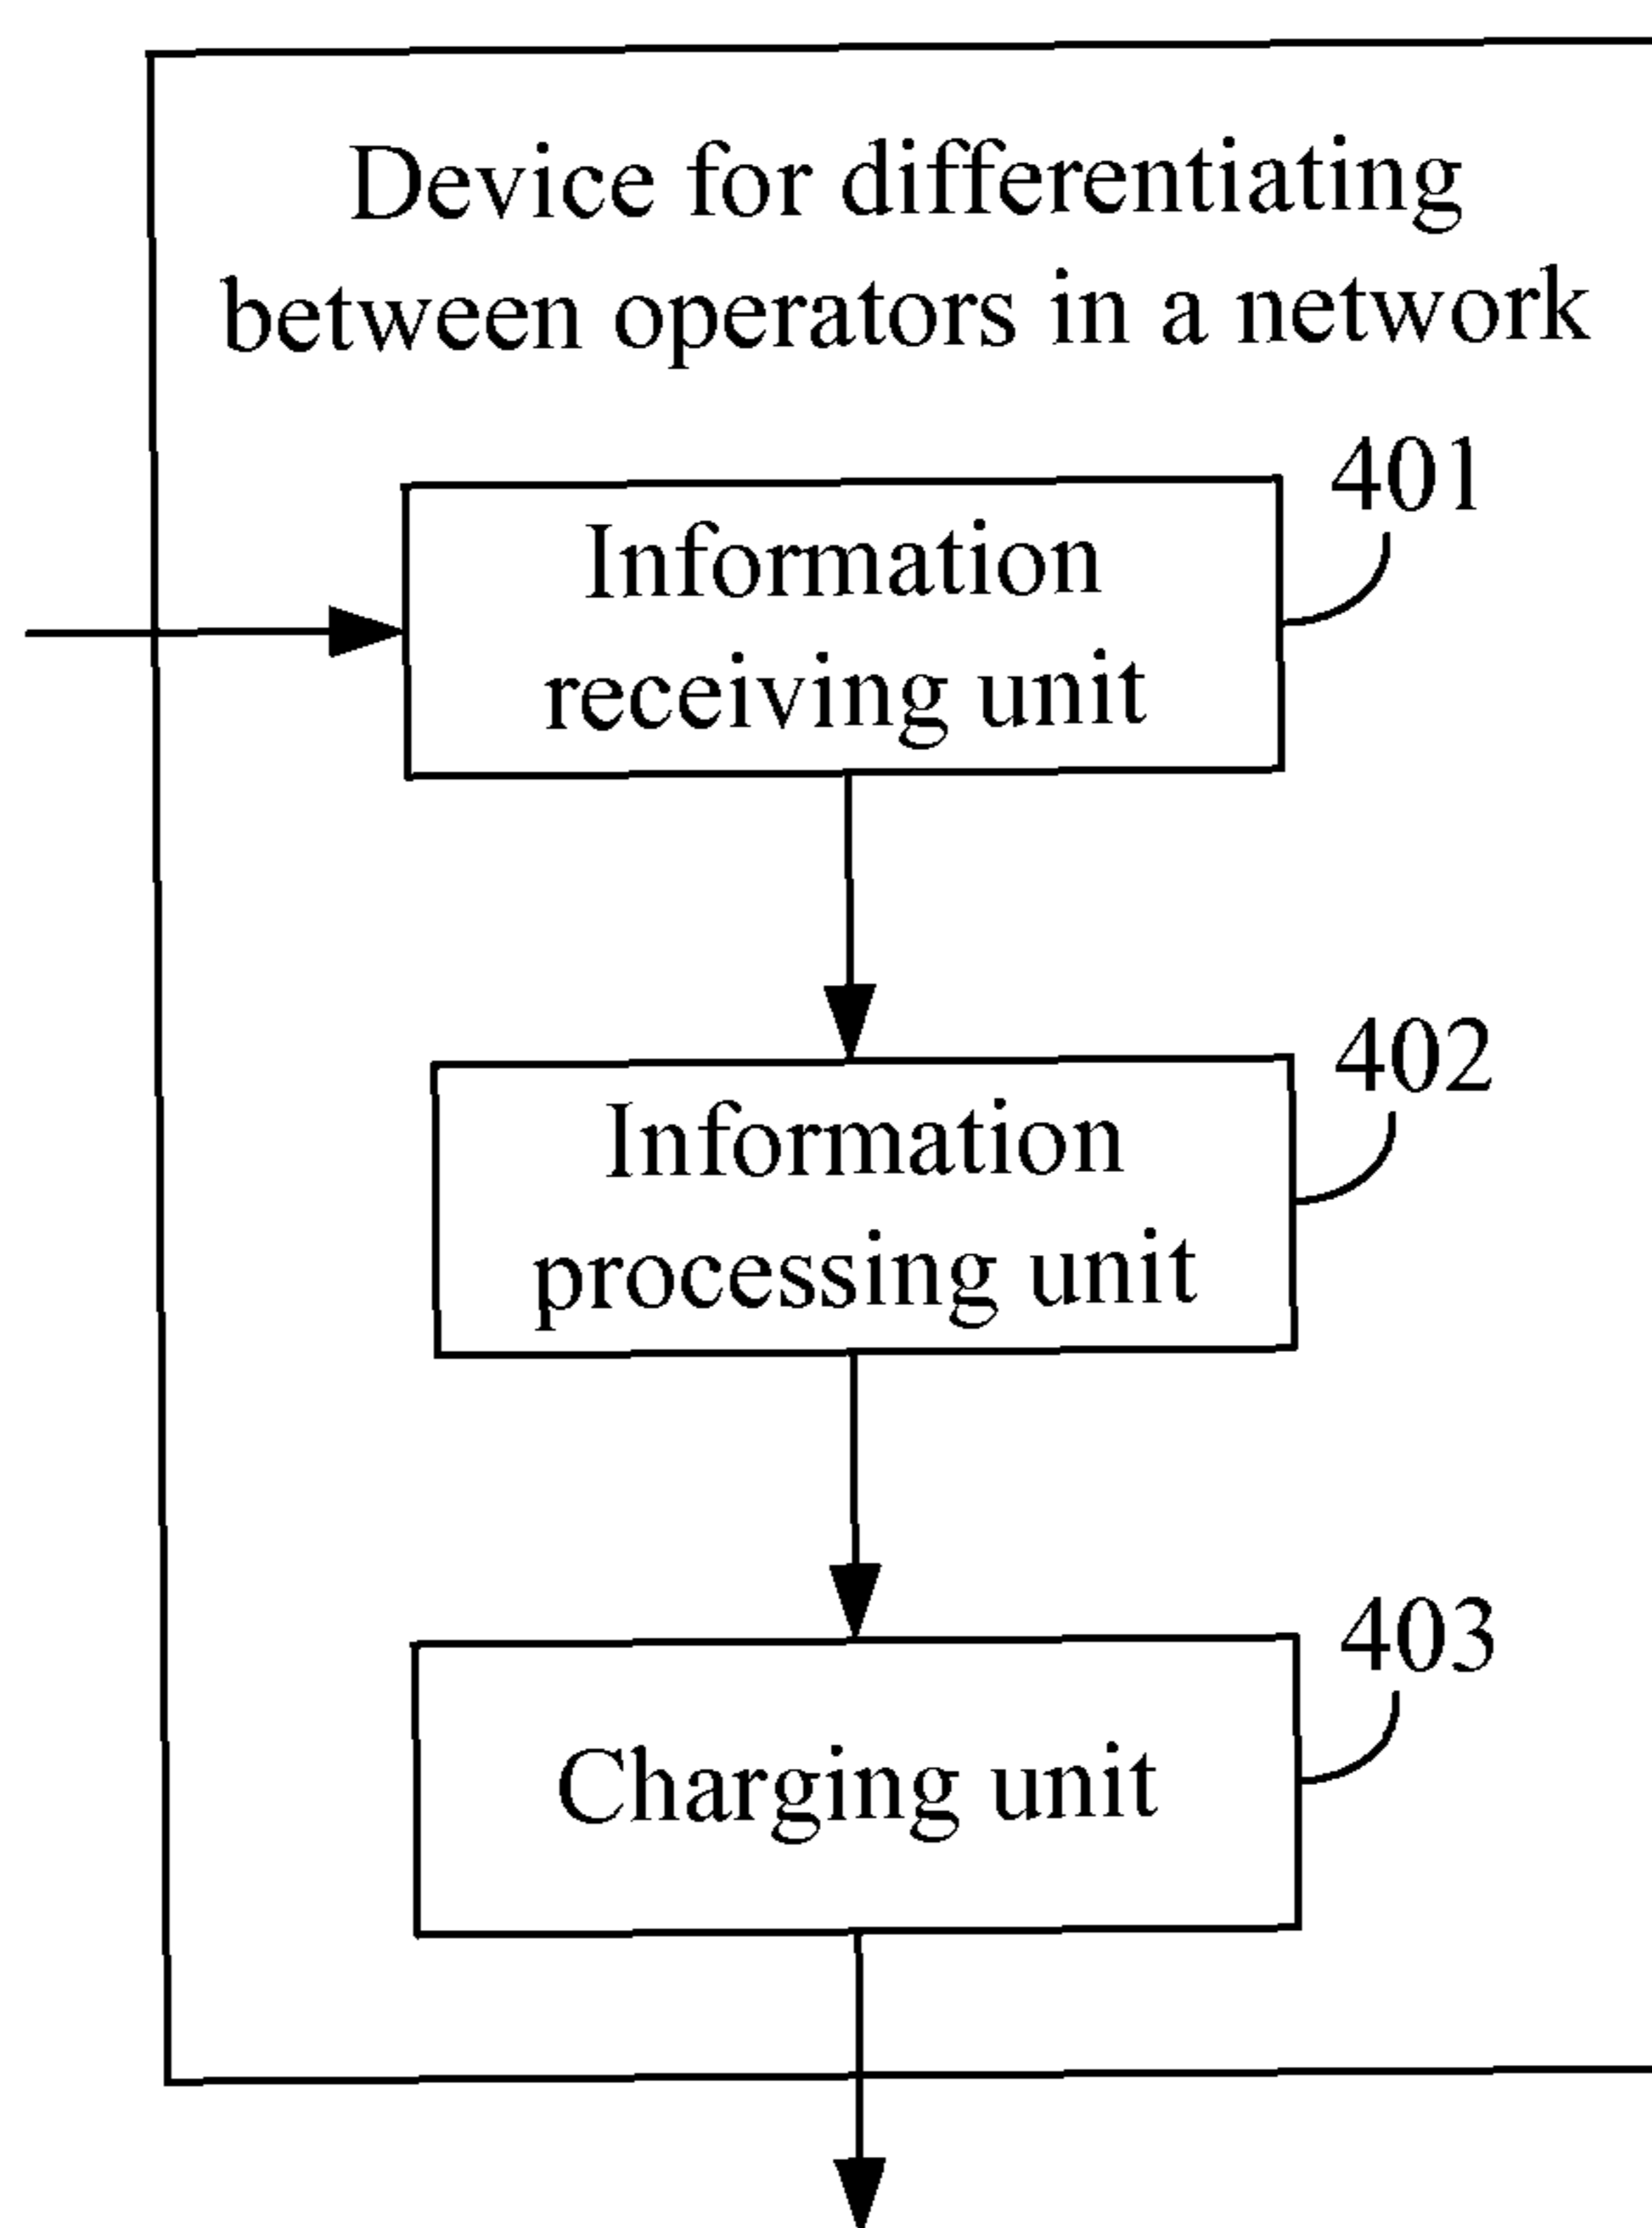 Device for differentiating
between operators in a network
401
Information
receiving unit
402
Information
processing unit
403
Charging unit